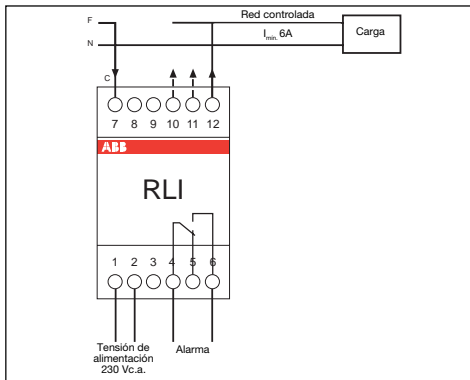 F
Red controlada
N
I min. 6A
Carga
C
7 8 9 10 11 12
ABB
RLI
1 2 3 4 5 6
Tensión de
alimentación
230 Vc.a.
Alarma